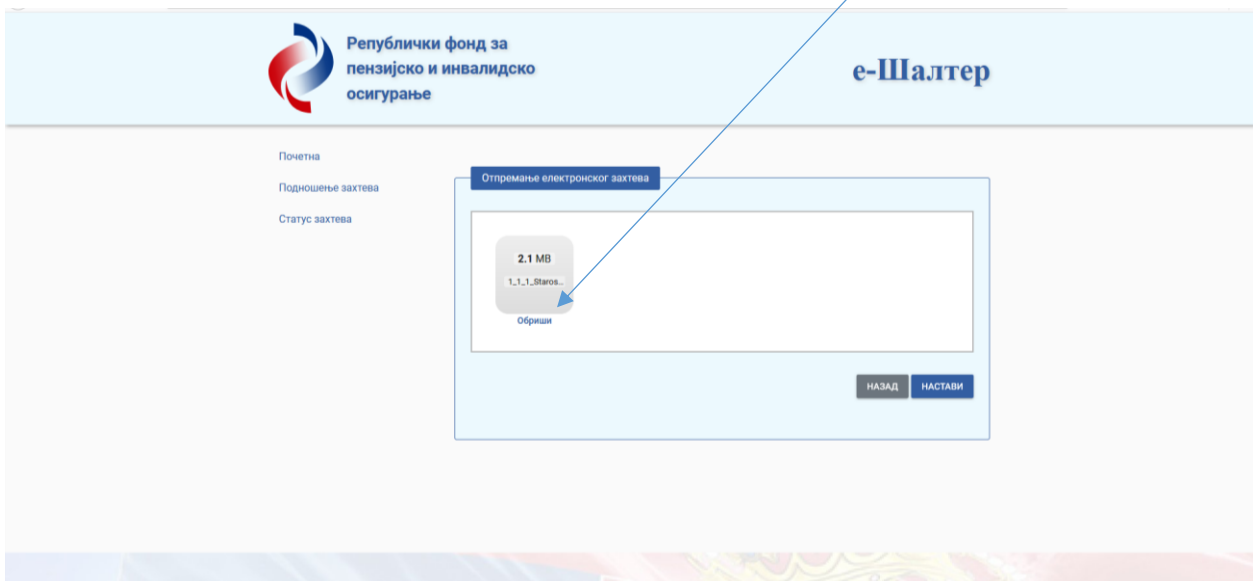 Републички фонд за
пензијско и инвалидско
осигурање
е-Шалтер
Почетна
Подношење захтева
Статус захтева
Отпремање електронског захтева
2.1 MB
1_1_1_Staros...
Обриши
НАЗАД
НАСТАВИ